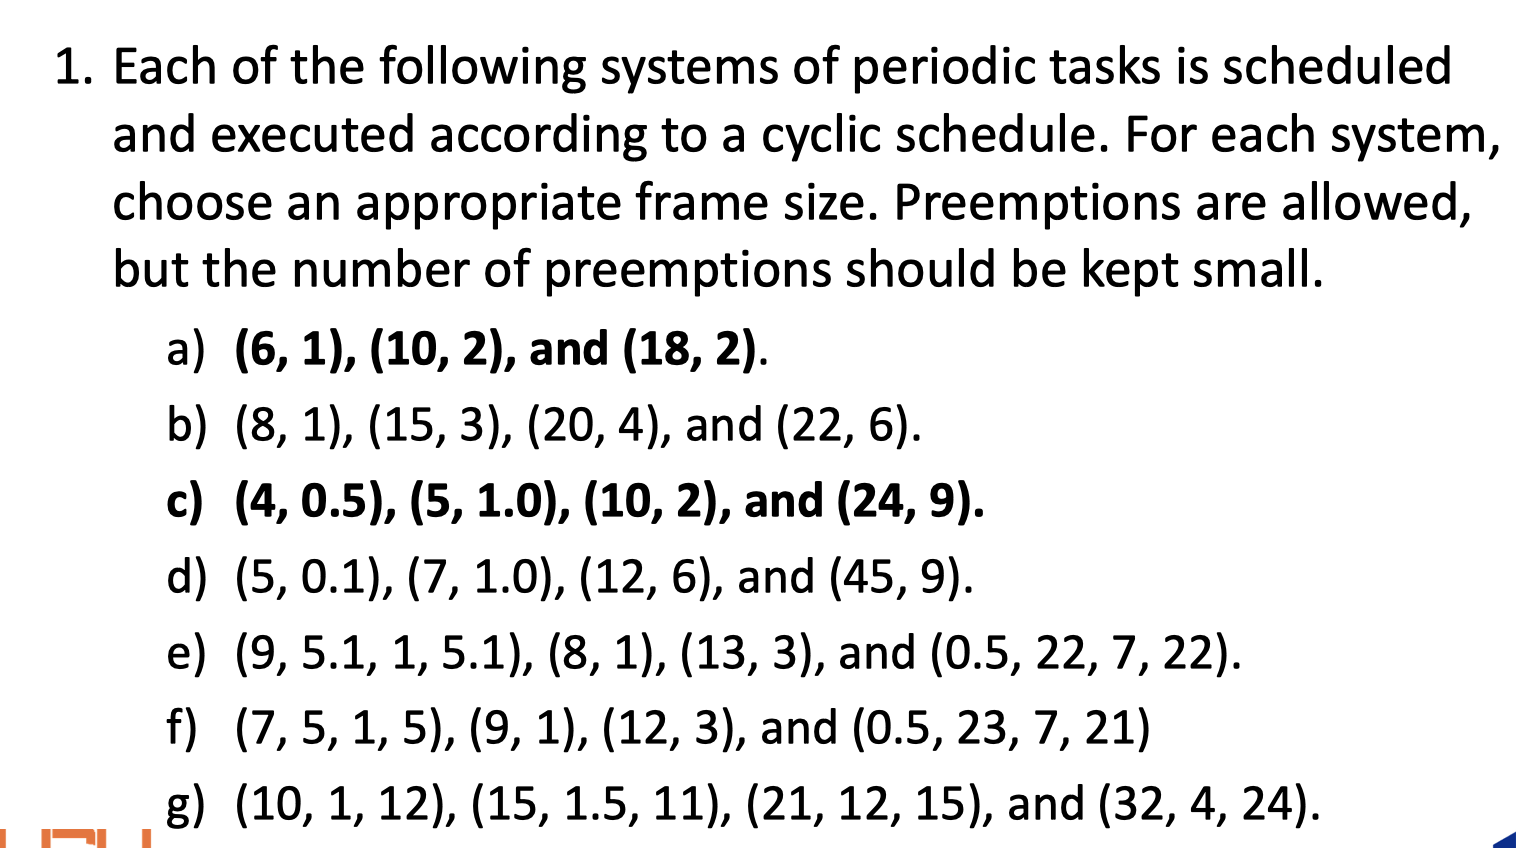 1. Each of the following systems of periodic tasks is scheduled
and executed according to a cyclic schedule. For each system,
choose an appropriate frame size. Preemptions are allowed,
but the number of preemptions should be kept small.
a) (6, 1), (10, 2), and (18, 2).
b) (8, 1), (15, 3), (20, 4), and (22, 6).
c) (4, 0.5), (5, 1.0), (10, 2), and (24, 9).
d) (5, 0.1), (7, 1.0), (12, 6), and (45, 9).
e) (9, 5.1, 1, 5.1), (8, 1), (13, 3), and (0.5, 22, 7, 22).
f) (7, 5, 1, 5), (9, 1), (12, 3), and (0.5, 23, 7, 21)
g) (10, 1, 12), (15, 1.5, 11), (21, 12, 15), and (32, 4, 24).